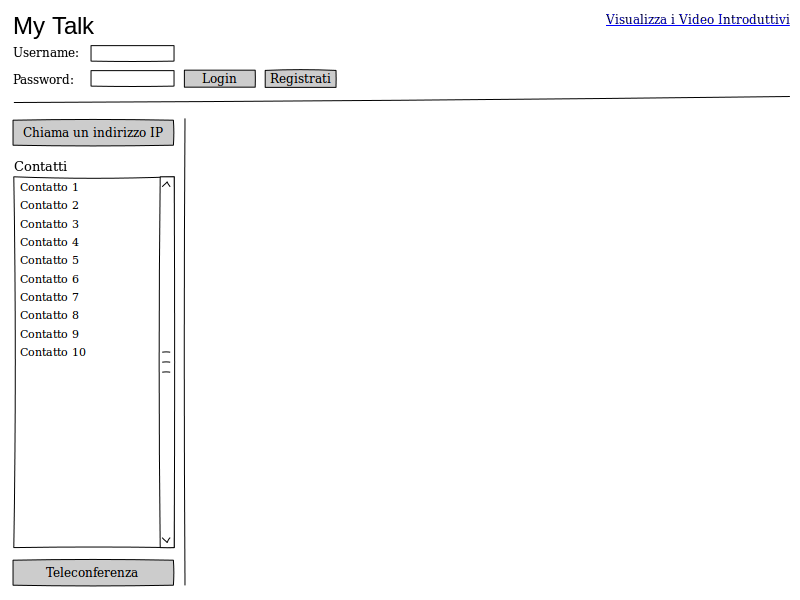 My Talk
Visualizza i Video Introduttivi
Username:
Password:
Login
Registrati
Chiama un indirizzo IP
Contatti
Contatto 1
Contatto 2
Contatto 3
Contatto 4
Contatto 5
Contatto 6
Contatto 7
Contatto 8
Contatto 9
Contatto 10
Teleconferenza